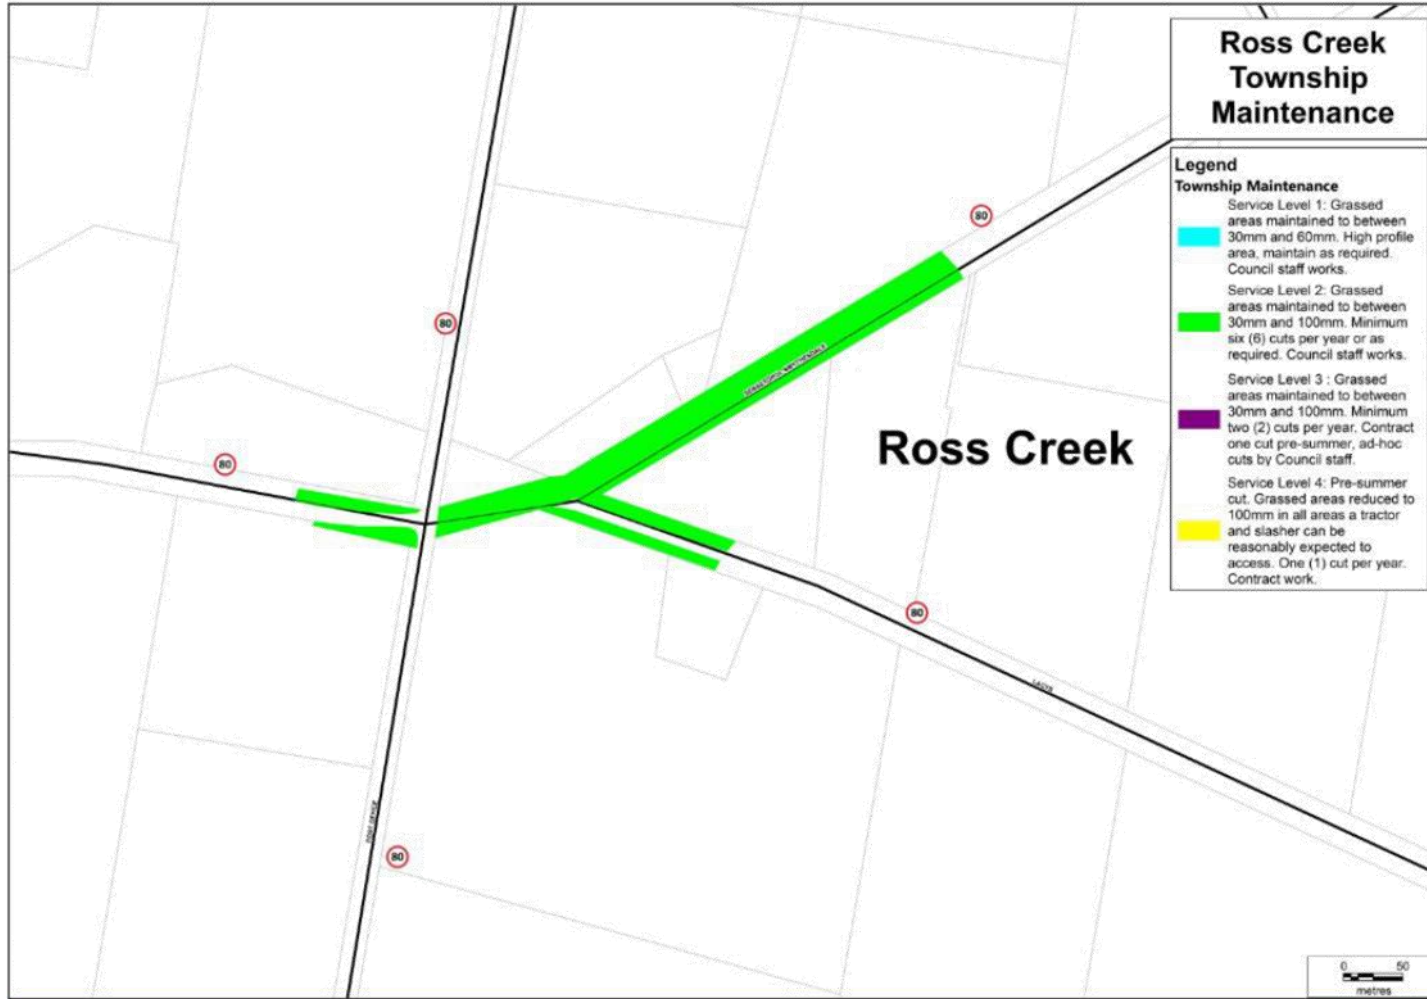 Ross Creek
Township
Maintenance
Legend
Township Maintenance
Service Level 1: Grassed
areas maintained to between
30mm and 60mm. High profile
area, maintain as required.
Council staff works.
Service Level 2: Grassed
areas maintained to between
30mm and 100mm. Minimum
six (6) cuts per year or as
required. Council staff works.
Service Level 3 : Grassed
areas maintained to between
30mm and 100mm. Minimum
two (2) cuts per year. Contract
one cut pre-summer, ad-hoc
cuts by Council staff.
Service Level 4: Pre-summer
cut. Grassed areas reduced to
100mm in all areas a tractor
and slasher can be
reasonably expected to
access. One (1) cut per year.
Contract work.
80
80
80
Ross Creek
80
80
0 50
metres